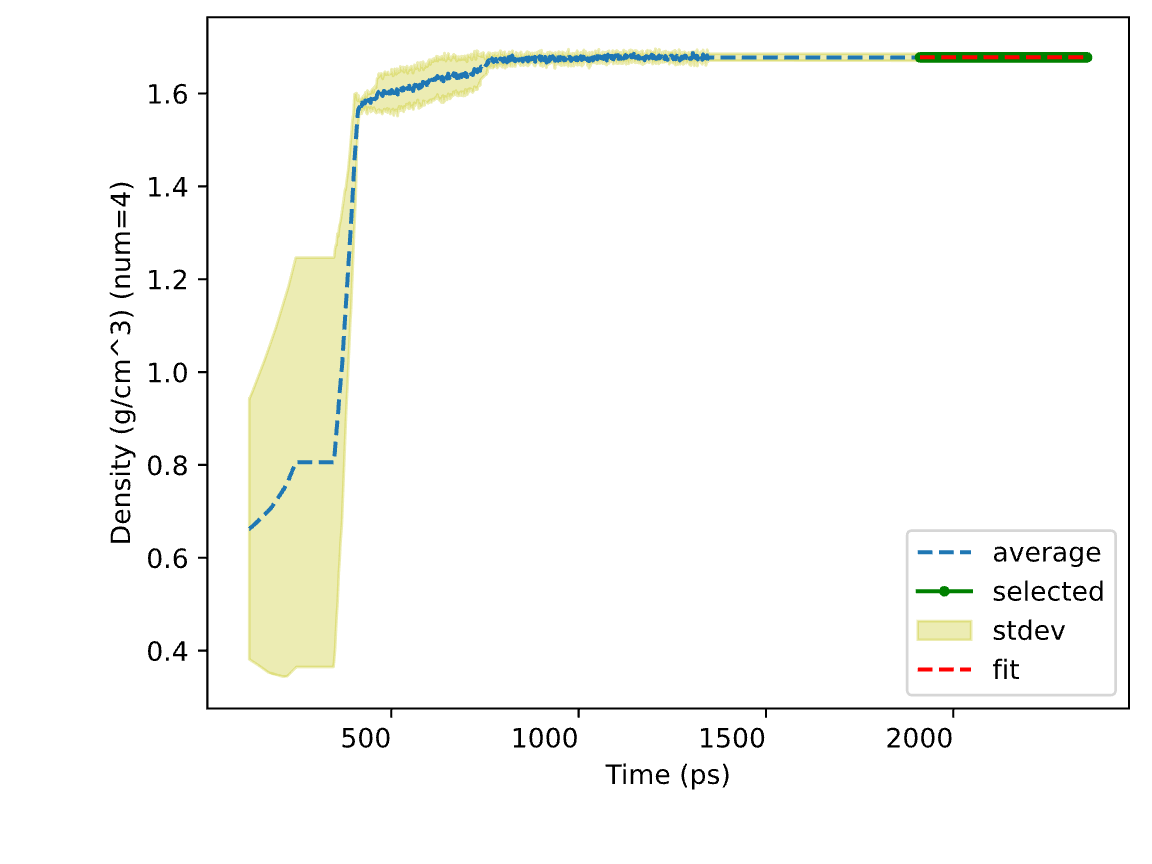 Density (g/cm^3) (num=4)
1.6
1.4
1.2
1.0
0.8
0.6
0.4
500 1000 1500 2000
Time (ps)
average
selected
stdev
fit